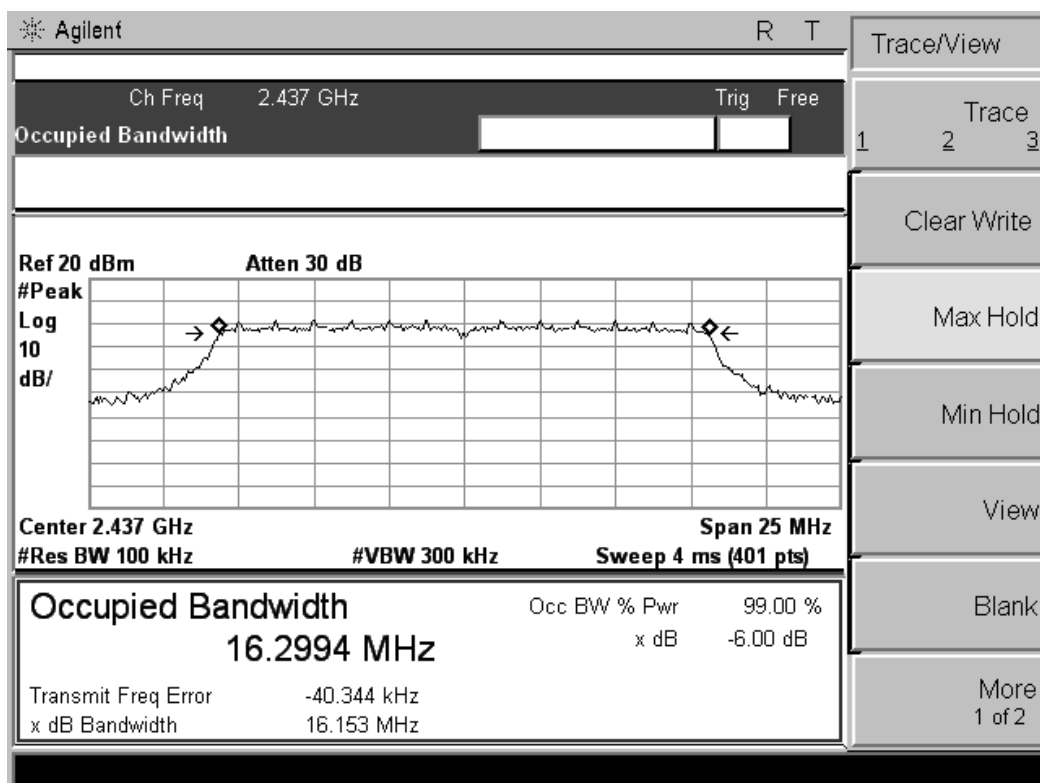 Agilent R T
Ch Freq 2.437 GHz Trig Free
Occupied Bandwidth
Ref 20 dBm Atten 30 dB
#Peak
Log
10
dB/
Center 2.437 GHz Span 25 MHz
#Res BW 100 kHz #VBW 300 kHz Sweep 4 ms (401 pts)
Occupied Bandwidth
16.2994 MHz
Occ BW % Pwr 99.00 %
x dB -6.00 dB
Transmit Freq Error -40.344 kHz
x dB Bandwidth 16.153 MHz
Trace/View
Trace
1 2 3
Clear Write
Max Hold
Min Hold
View
Blank
More
1 of 2